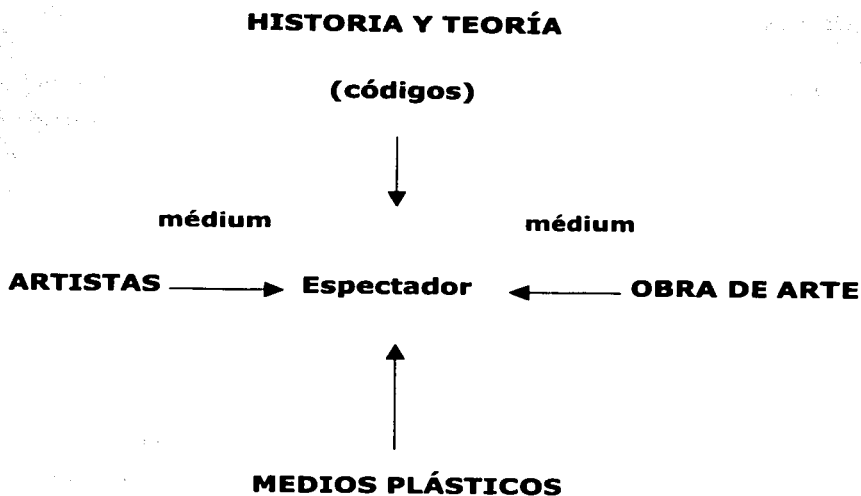 HISTORIA Y TEORÍA
(códigos)
médium médium
ARTISTAS Espectador OBRA DE ARTE
MEDIOS PLÁSTICOS